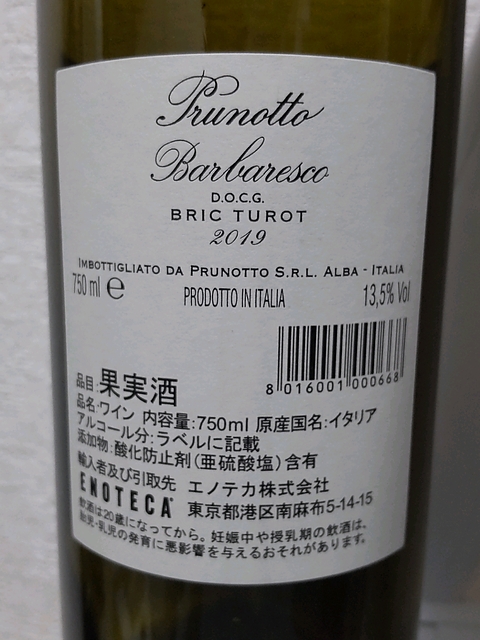 Prunotto
Barbaresco
D.O.C.G.
BRIC TUROT
2019
IMBOTTIGLIATO DA PRUNOTTO S.R.L. ALBA - ITALIA
750 ml ℮ PRODOTTO IN ITALIA 13,5% Vol
8 016001 000668
品目:果実酒
品名:ワイン 内容量:750ml 原産国名:イタリア
アルコール分:ラベルに記載
添加物:酸化防止剤(亜硫酸塩)含有
輸入者及び引取先 エノテカ株式会社
ENOTECA® 東京都港区南麻布5-14-15
飲酒は20歳になってから。妊娠中や授乳期の飲酒は、
胎児・乳児の発育に悪影響を与えるおそれがあります。